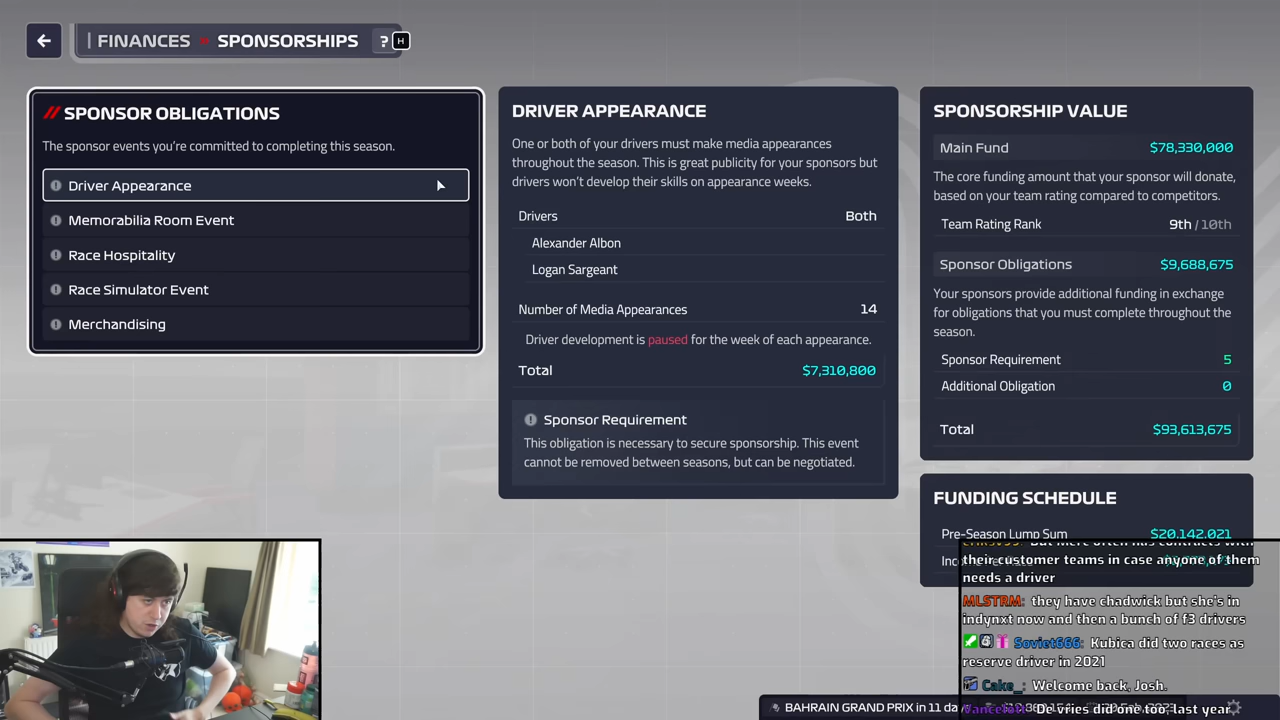 FINANCES » SPONSORSHIPS ? H
SPONSOR OBLIGATIONS
The sponsor events you're committed to completing this season.
Driver Appearance
Memorabilia Room Event
Race Hospitality
Race Simulator Event
Merchandising
DRIVER APPEARANCE
One or both of your drivers must make media appearances
throughout the season. This is great publicity for your sponsors but
drivers won't develop their skills on appearance weeks.
Drivers Both
Alexander Albon
Logan Sargeant
Number of Media Appearances 14
Driver development is paused for the week of each appearance.
Total $7,310,800
Sponsor Requirement
This obligation is necessary to secure sponsorship. This event
cannot be removed between seasons, but can be negotiated.
SPONSORSHIP VALUE
Main Fund $78,330,000
The core funding amount that your sponsor will donate,
based on your team rating compared to competitors.
Team Rating Rank 9th / 10th
Sponsor Obligations $9,688,675
Your sponsors provide additional funding in exchange
for obligations that you must complete throughout the
season.
Sponsor Requirement 5
Additional Obligation 0
Total $93,613,675
FUNDING SCHEDULE
Pre-Season Lump Sum $20,142,021
their customer teams in case anyone of them
needs a driver
MLSTRM: they have chadwick but she's in
indynxt now and then a bunch of f3 drivers
Soviet666: Kubica did two races as
reserve driver in 2021
Cake_: Welcome back, Josh.
De vries did one too last year
BAHRAIN GRAND PRIX in 11 da